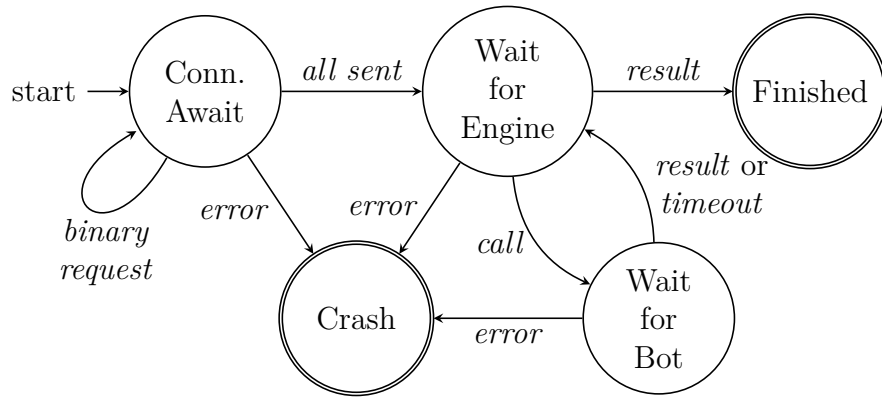 start
Conn.
Await
all sent
Wait
for
Engine
result
Finished
binary
request
error
error
call
result or
timeout
Crash
error
Wait
for
Bot